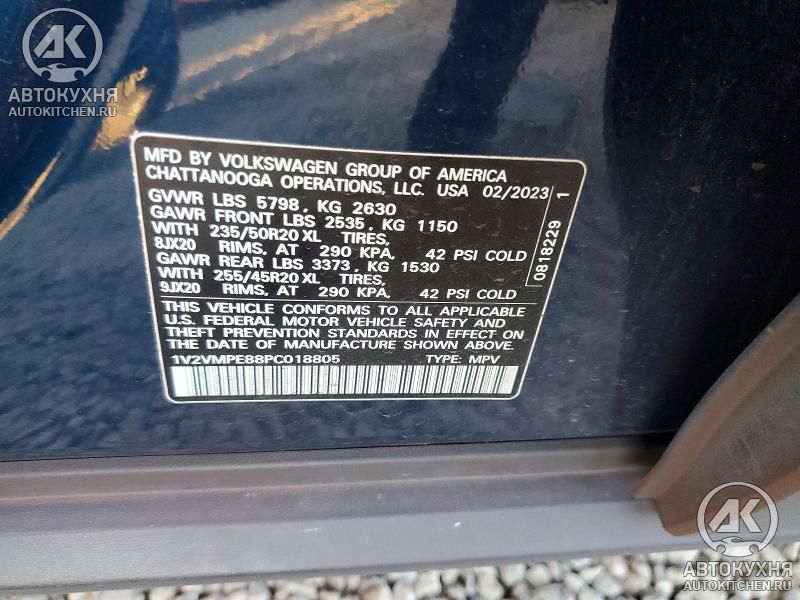 AK
АВТОКУХНЯ
AUTOKITCHEN.RU
MFD BY VOLKSWAGEN GROUP OF AMERICA
CHATTANOOGA OPERATIONS, LLC. USA 02/2023
GVWR LBS 5798, KG 2630
GAWR FRONT LBS 2535, KG 1150
WITH 235/50R20 XL TIRES,
8JX20 RIMS, AT 290 KPA, 42 PSI COLD
GAWR REAR LBS 3373, KG 1530
WITH 255/45R20 XL TIRES,
9JX20 RIMS, AT 290 KPA, 42 PSI COLD
0818229 1
THIS VEHICLE CONFORMS TO ALL APPLICABLE
U.S. FEDERAL MOTOR VEHICLE SAFETY AND
THEFT PREVENTION STANDARDS IN EFFECT ON
THE DATE OF MANUFACTURE SHOWN ABOVE.
1V2VMPE88PC018805 TYPE: MPV
AK
АВТОКУХНЯ
AUTOKITCHEN.RU